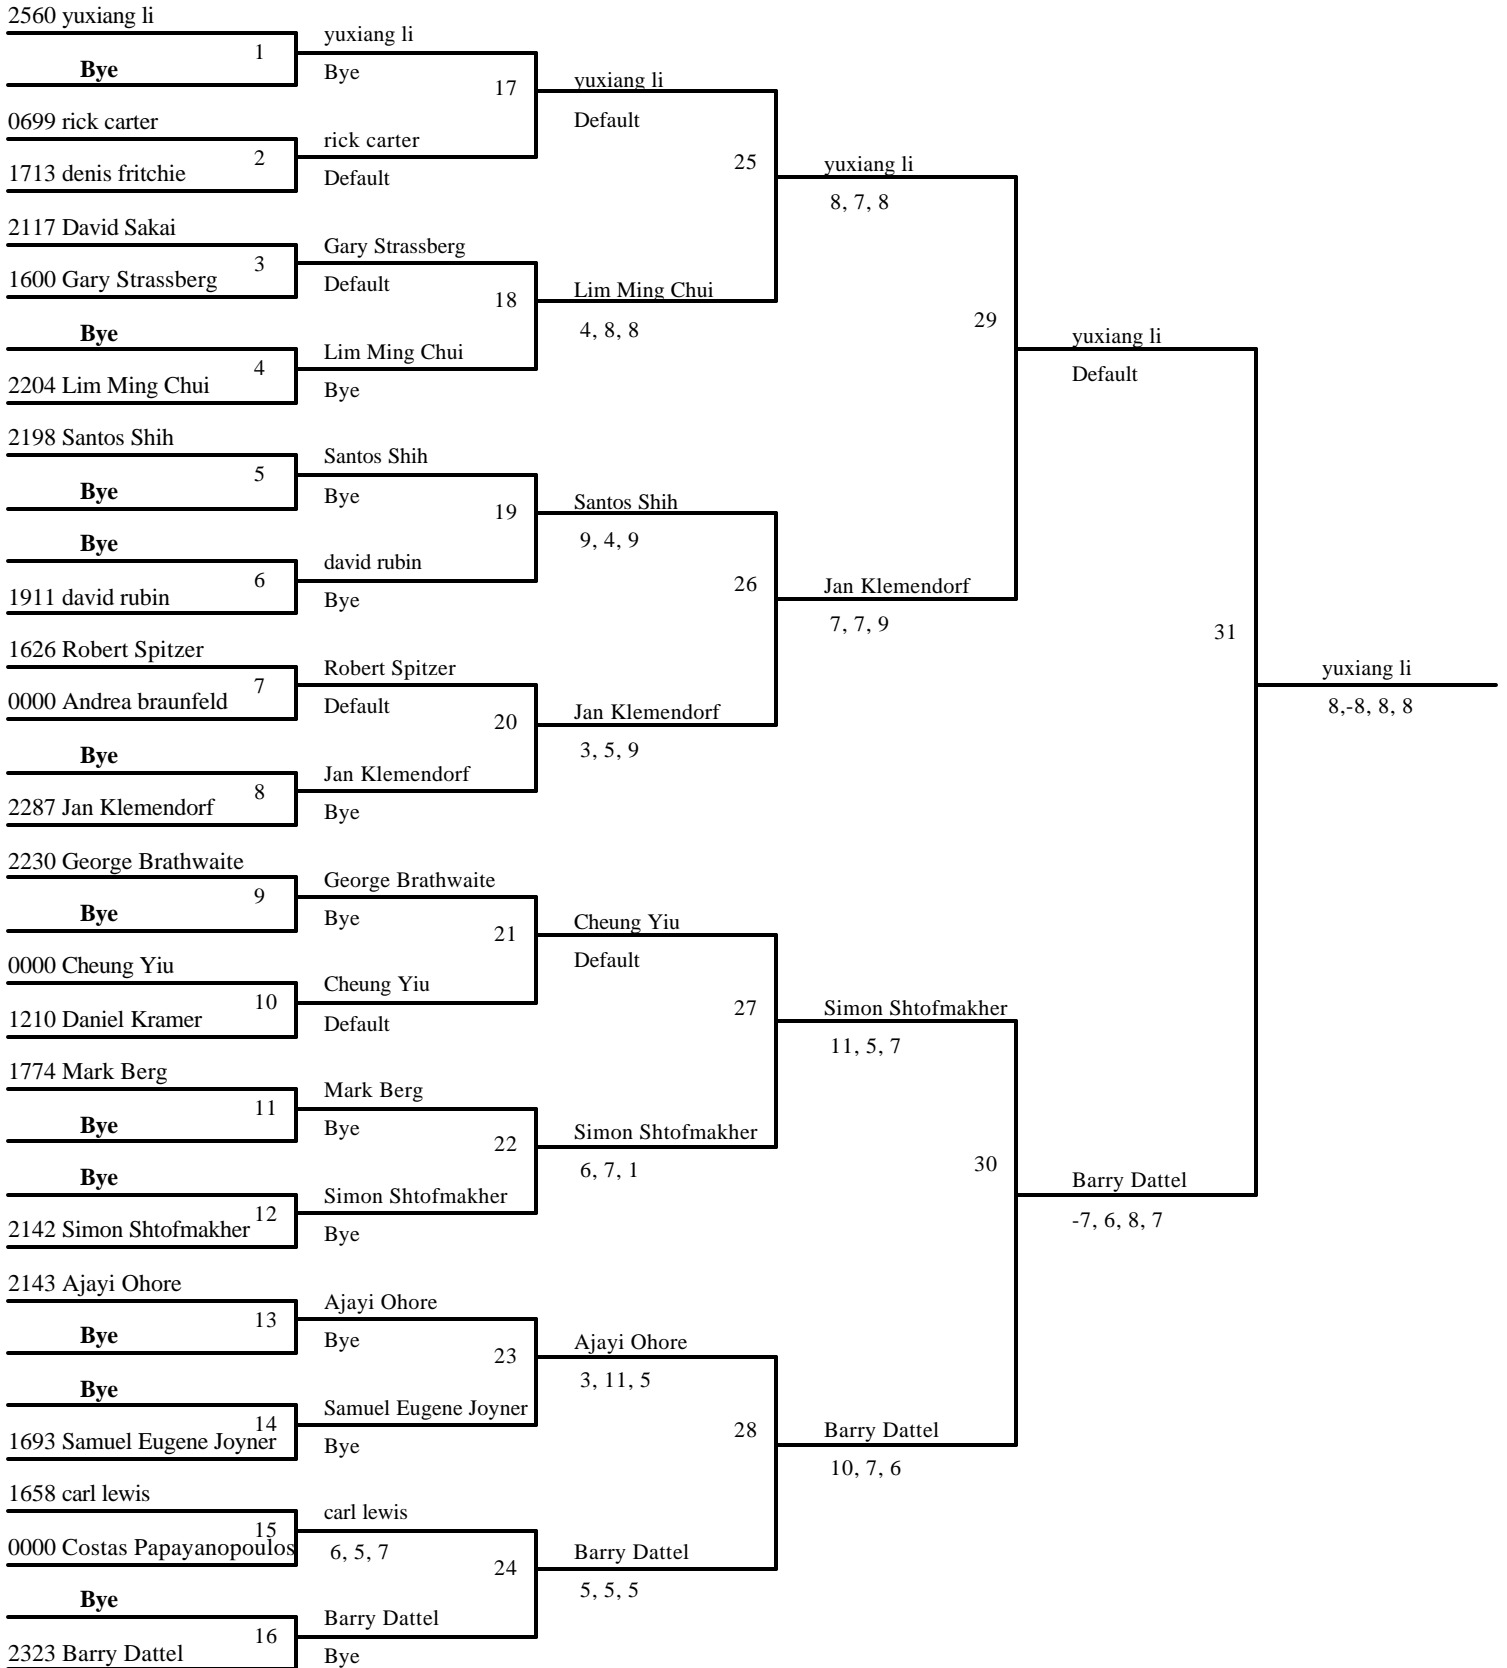 2560 yuxiang li
1
Bye
0699 rick carter
2
1713 denis fritchie
2117 David Sakai
3
1600 Gary Strassberg
Bye
4
2204 Lim Ming Chui
2198 Santos Shih
5
Bye
Bye
6
1911 david rubin
1626 Robert Spitzer
7
0000 Andrea braunfeld
Bye
8
2287 Jan Klemendorf
2230 George Brathwaite
9
Bye
0000 Cheung Yiu
10
1210 Daniel Kramer
1774 Mark Berg
11
Bye
Bye
12
2142 Simon Shtofmakher
2143 Ajayi Ohore
13
Bye
Bye
14
1693 Samuel Eugene Joyner
1658 carl lewis
15
0000 Costas Papayanopoulos
Bye
16
2323 Barry Dattel
yuxiang li
Bye
17
rick carter
Default
Gary Strassberg
Default
18
Lim Ming Chui
Bye
Santos Shih
Bye
19
david rubin
Bye
Robert Spitzer
Default
20
Jan Klemendorf
Bye
George Brathwaite
Bye
21
Cheung Yiu
Default
Mark Berg
Bye
22
Simon Shtofmakher
Bye
Ajayi Ohore
Bye
23
Samuel Eugene Joyner
Bye
carl lewis
6, 5, 7
24
Barry Dattel
Bye
yuxiang li
Default
25
Lim Ming Chui
4, 8, 8
Santos Shih
9, 4, 9
26
Jan Klemendorf
3, 5, 9
Cheung Yiu
Default
27
Simon Shtofmakher
6, 7, 1
Ajayi Ohore
3, 11, 5
28
Barry Dattel
5, 5, 5
yuxiang li
8, 7, 8
29
Jan Klemendorf
7, 7, 9
Simon Shtofmakher
11, 5, 7
30
Barry Dattel
10, 7, 6
yuxiang li
Default
31
Barry Dattel
-7, 6, 8, 7
yuxiang li
8,-8, 8, 8